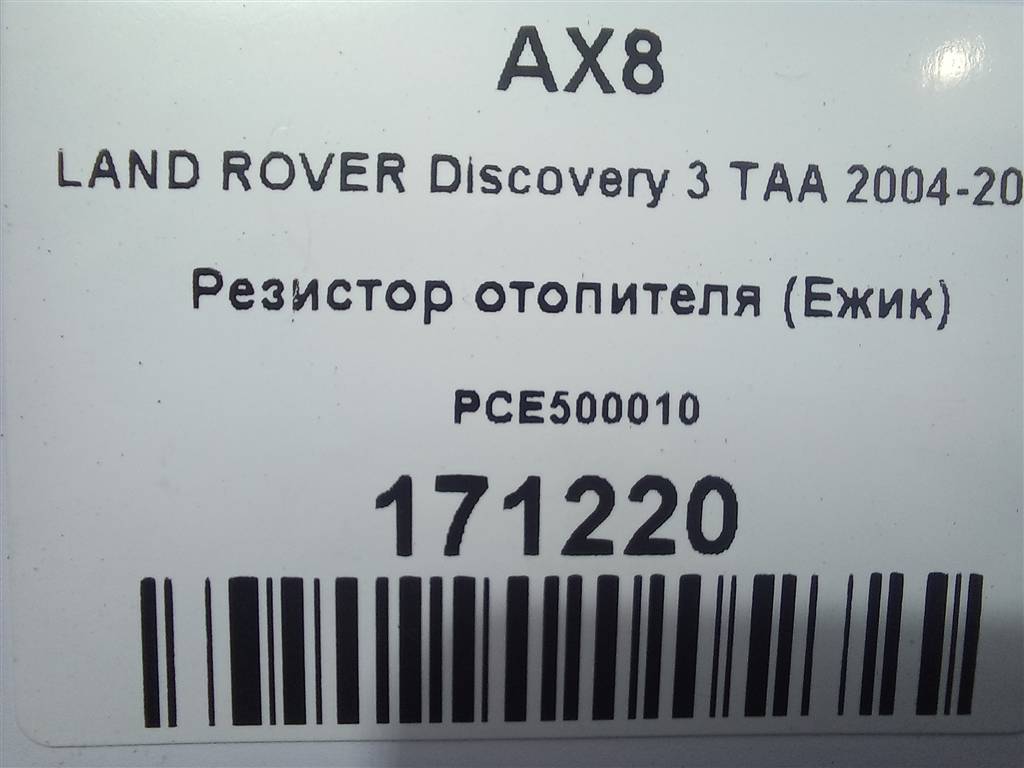 AX8
LAND ROVER Discovery 3 TAA 2004-20
Резистор отопителя (Ежик)
PCE500010
171220